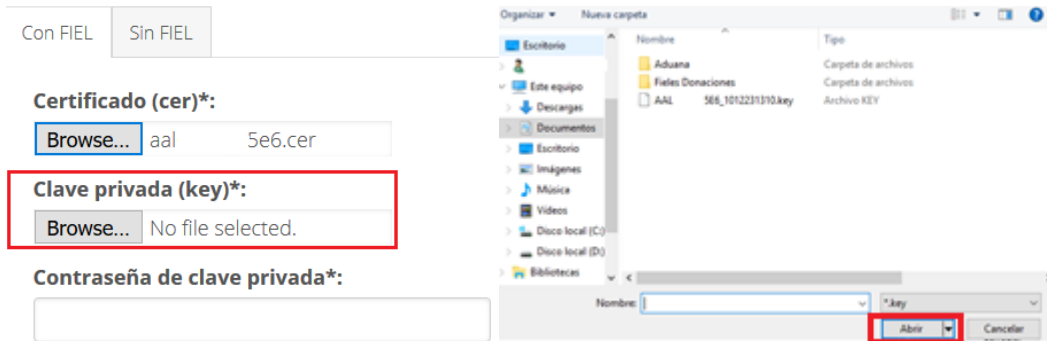 Con FIEL
Sin FIEL
Certificado (cer)*:
Browse... aal 5e6.cer
Clave privada (key)*:
Browse... No file selected.
Contraseña de clave privada*:
Organizar
Nueva carpeta
Escritorio
Este equipo
Descargas
Documentos
Escritorio
Imágenes
Música
Vídeos
Disco local (C:)
Disco local (D:)
Bibliotecas
Nombre
Tipo
Aduana
Carpeta de archivos
Fieles Donaciones
Carpeta de archivos
AAL 5E6_1012231310.key
Archivo KEY
Nombre:
*.key
Abrir
Cancelar